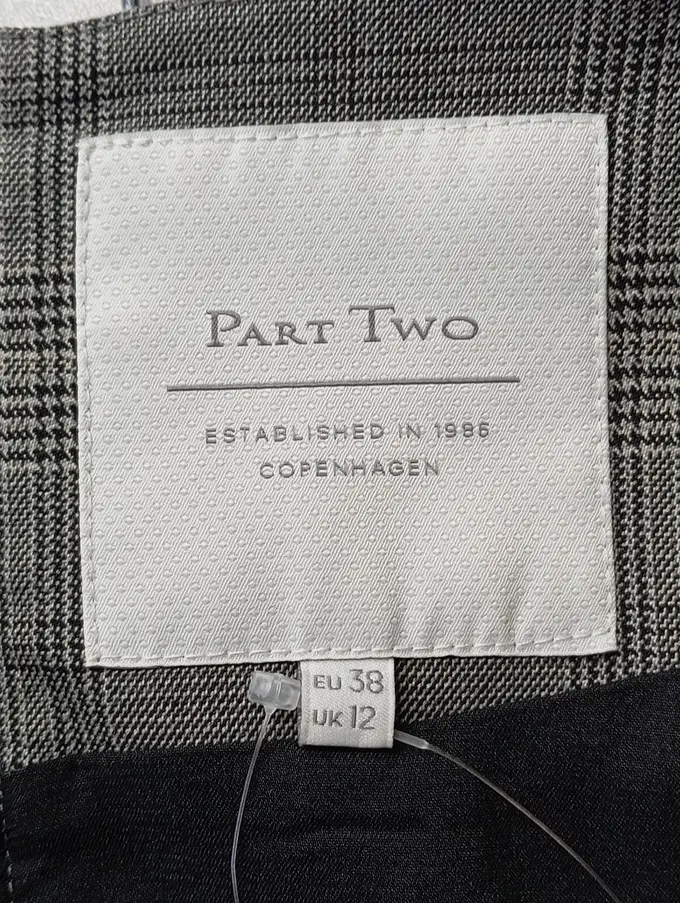 PART TWO
ESTABLISHED IN 1986
COPENHAGEN
EU 38
UK 12